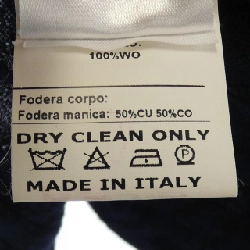 100%WO
Fodera corpo:
Fodera manica: 50%CU 50%CO
DRY CLEAN ONLY
P
MADE IN ITALY